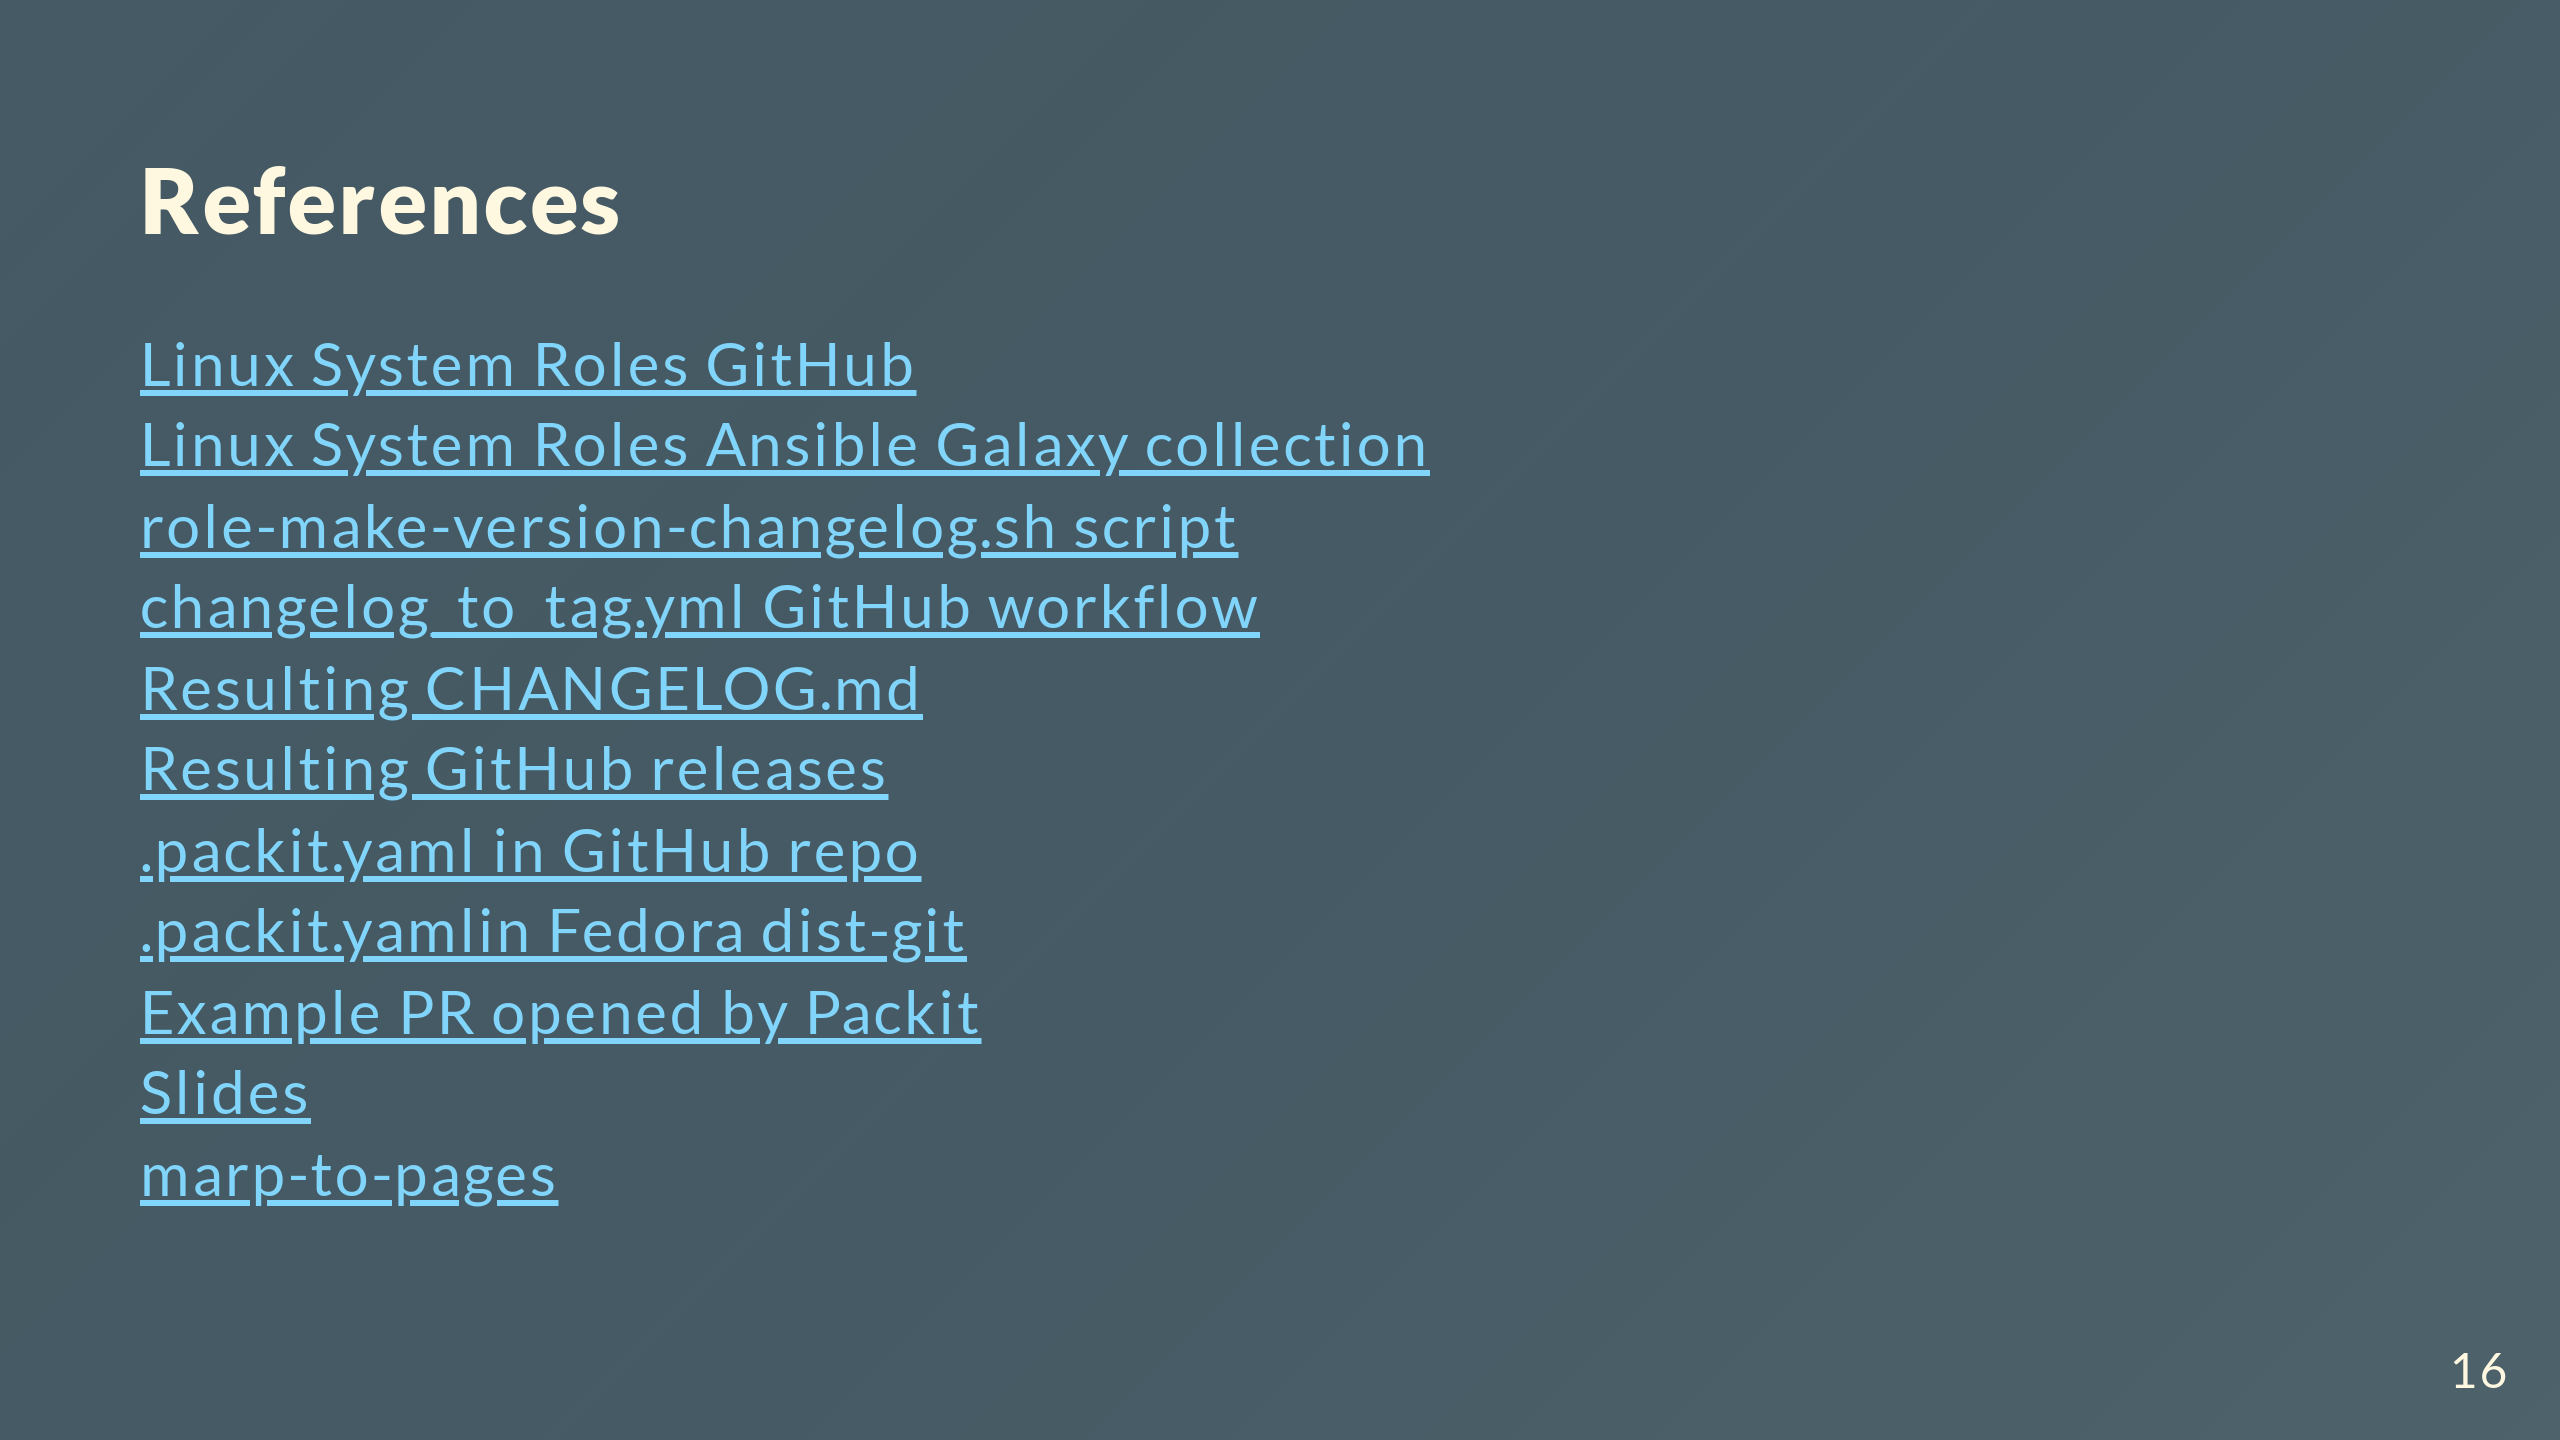 References
Linux System Roles GitHub
Linux System Roles Ansible Galaxy collection
role-make-version-changelog.sh script
changelog_to_tag.yml GitHub workflow
Resulting CHANGELOG.md
Resulting GitHub releases
.packit.yaml in GitHub repo
.packit.yamlin Fedora dist-git
Example PR opened by Packit
Slides
marp-to-pages
16